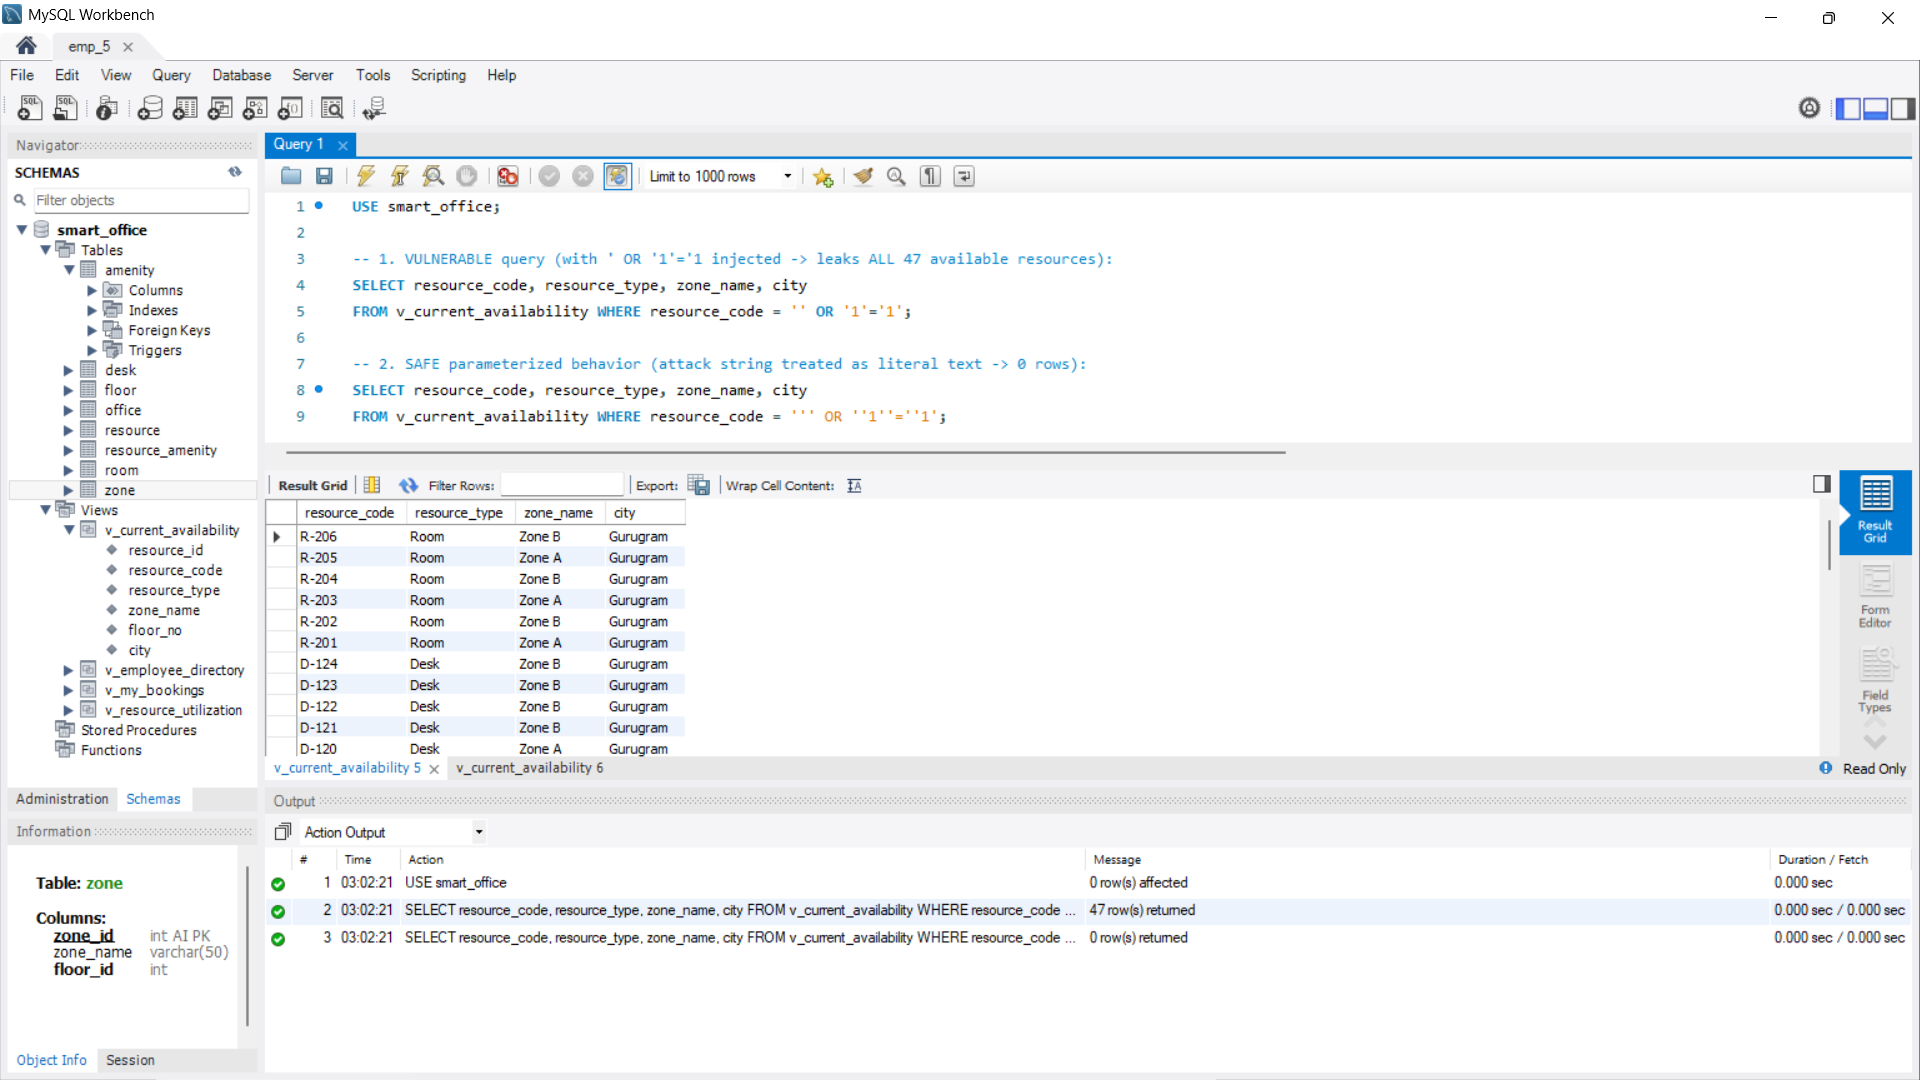 MySQL Workbench
emp_5
File Edit View Query Database Server Tools Scripting Help
Navigator
SCHEMAS
Filter objects
smart_office
Tables
amenity
Columns
Indexes
Foreign Keys
Triggers
desk
floor
office
resource
resource_amenity
room
zone
Views
v_current_availability
resource_id
resource_code
resource_type
zone_name
floor_no
city
v_employee_directory
v_my_bookings
v_resource_utilization
Stored Procedures
Functions
Administration Schemas
Information
Table: zone
Columns:
zone_id int AI PK
zone_name varchar(50)
floor_id int
Object Info Session
Query 1
Limit to 1000 rows
1 USE smart_office;
2
3 -- 1. VULNERABLE query (with ' OR '1'='1 injected -> leaks ALL 47 available resources):
4 SELECT resource_code, resource_type, zone_name, city
5 FROM v_current_availability WHERE resource_code = '' OR '1'='1';
6
7 -- 2. SAFE parameterized behavior (attack string treated as literal text -> 0 rows):
8 SELECT resource_code, resource_type, zone_name, city
9 FROM v_current_availability WHERE resource_code = ''' OR ''1''=''1';
Result Grid Filter Rows: Export: Wrap Cell Content:
resource_code resource_type zone_name city
R-206 Room Zone B Gurugram
R-205 Room Zone A Gurugram
R-204 Room Zone B Gurugram
R-203 Room Zone A Gurugram
R-202 Room Zone B Gurugram
R-201 Room Zone A Gurugram
D-124 Desk Zone B Gurugram
D-123 Desk Zone B Gurugram
D-122 Desk Zone B Gurugram
D-121 Desk Zone B Gurugram
D-120 Desk Zone A Gurugram
Result
Grid
Form
Editor
Field
Types
v_current_availability 5 v_current_availability 6
Read Only
Output
Action Output
# Time Action Message Duration / Fetch
1 03:02:21 USE smart_office 0 row(s) affected 0.000 sec
2 03:02:21 SELECT resource_code, resource_type, zone_name, city FROM v_current_availability WHERE resource_code ... 47 row(s) returned 0.000 sec / 0.000 sec
3 03:02:21 SELECT resource_code, resource_type, zone_name, city FROM v_current_availability WHERE resource_code ... 0 row(s) returned 0.000 sec / 0.000 sec